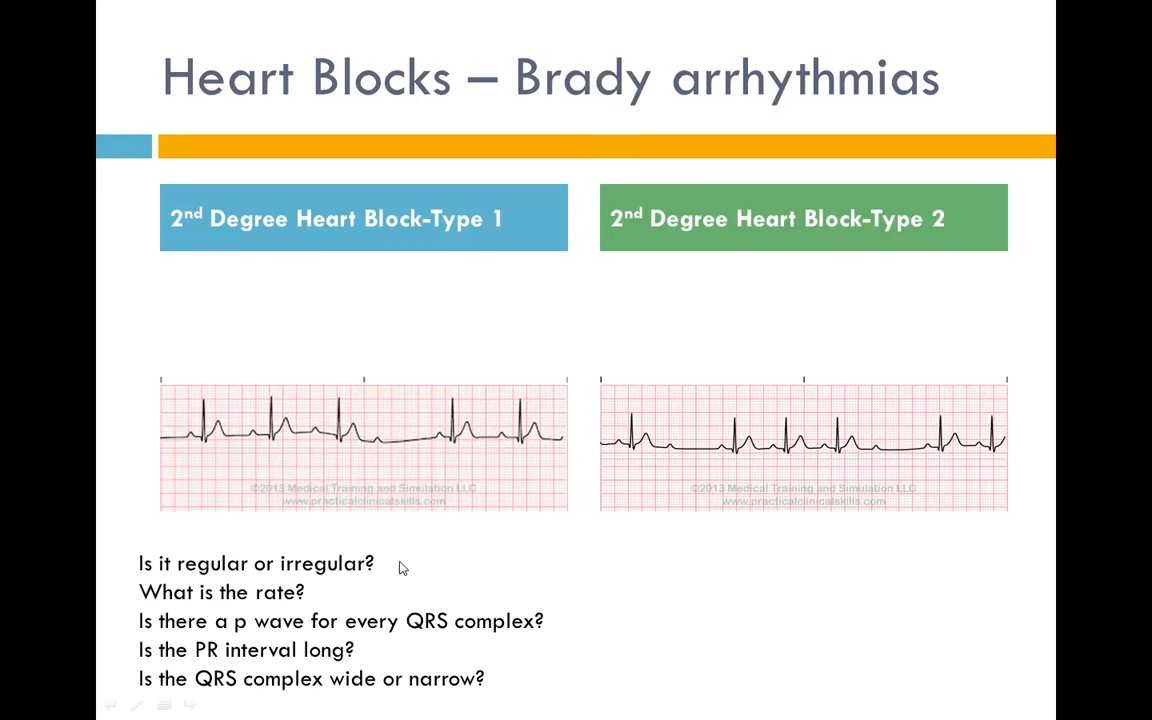 Heart Blocks – Brady arrhythmias
2nd Degree Heart Block-Type 1
2nd Degree Heart Block-Type 2
©2013 Medical Training and Simulation LLC
www.practicalclinicalskills.com
©2013 Medical Training and Simulation LLC
www.practicalclinicalskills.com
Is it regular or irregular?
What is the rate?
Is there a p wave for every QRS complex?
Is the PR interval long?
Is the QRS complex wide or narrow?